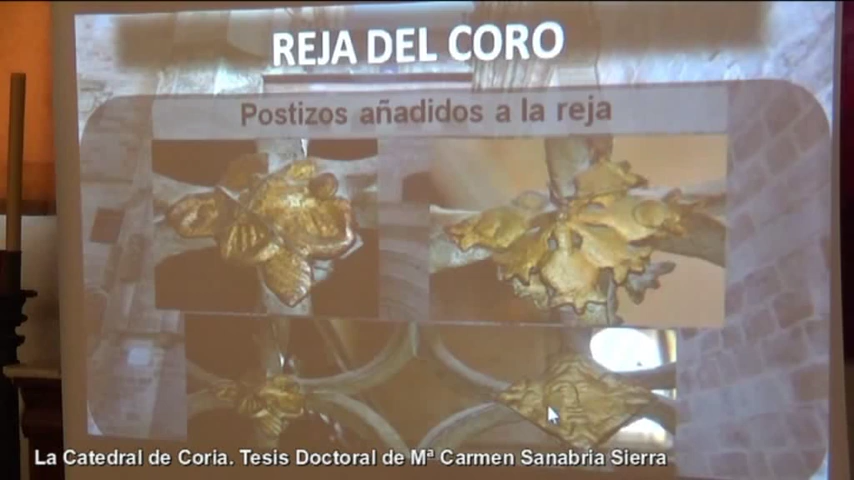 REJA DEL CORO
Postizos añadidos a la reja
La Catedral de Coria. Tesis Doctoral de Mª Carmen Sanabria Sierra